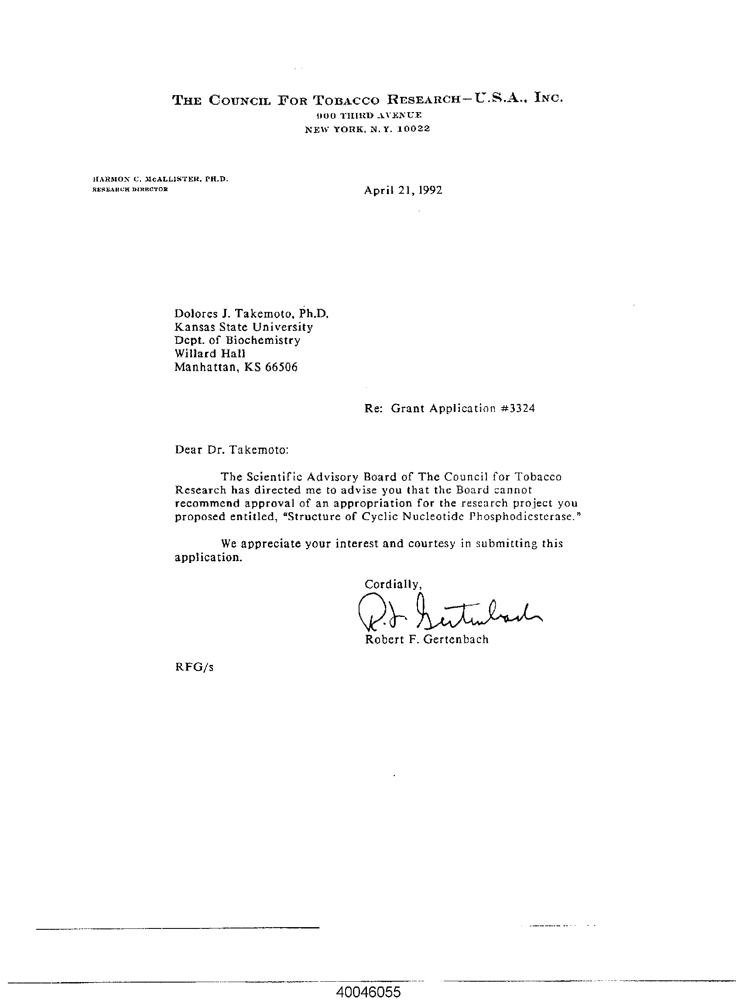 THE COUNCIL FOR TOBACCO RESEARCH—U.S.A., INC.
900 THIRD AVENUE
NEW YORK, N.Y. 10022
HARMON C. McALLISTER, PH.D.
RESEARCH DIRECTOR
April 21, 1992
Dolores J. Takemoto, Ph.D.
Kansas State University
Dept. of Biochemistry
Willard Hall
Manhattan, KS 66506
Re: Grant Application #3324
Dear Dr. Takemoto:
The Scientific Advisory Board of The Council for Tobacco
Research has directed me to advise you that the Board cannot
recommend approval of an appropriation for the research project you
proposed entitled, "Structure of Cyclic Nucleotide Phosphodiesterase."
We appreciate your interest and courtesy in submitting this
application.
Cordially,
R.F. Gertenbach
Robert F. Gertenbach
RFG/s
40046055